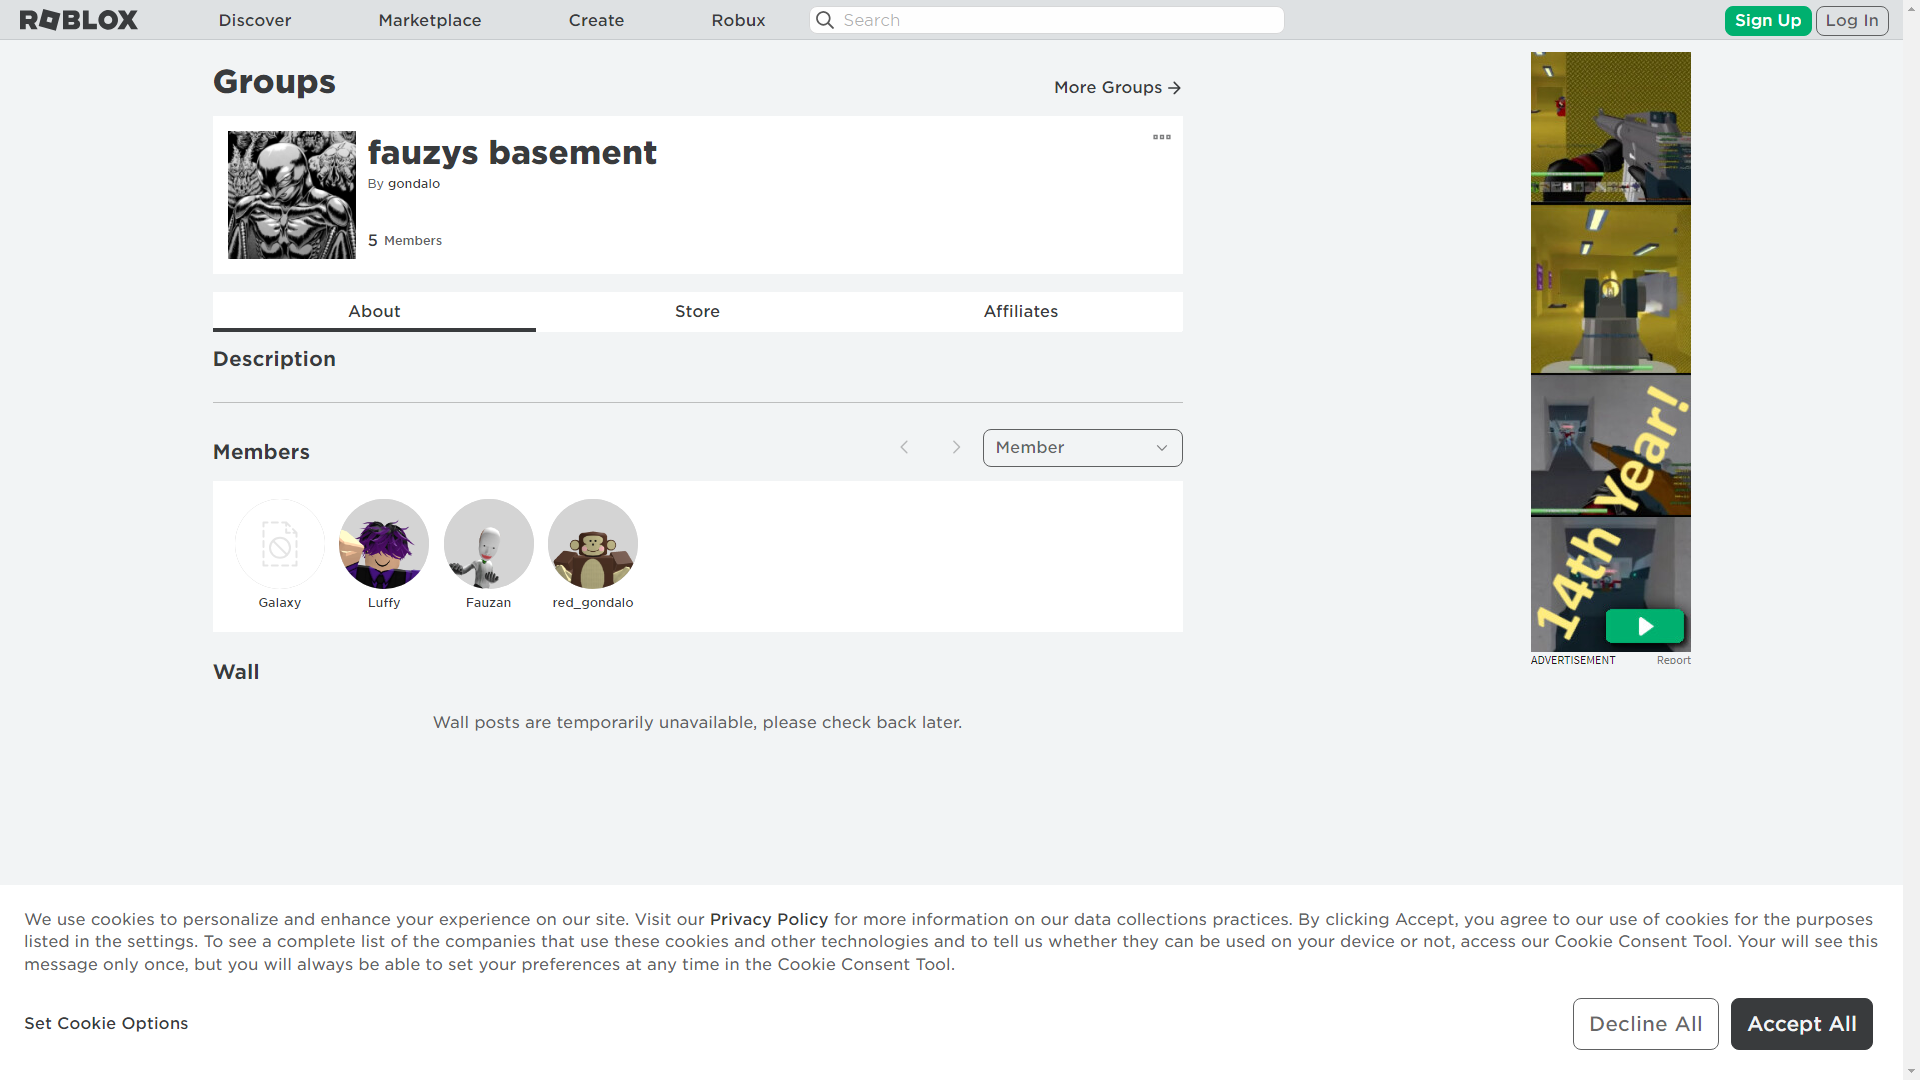 ROBLOX
Discover
Marketplace
Create
Robux
Search
Sign Up
Log In
Groups
More Groups
fauzys basement
By gondalo
5 Members
About
Store
Affiliates
Description
Members
Member
Galaxy
Luffy
Fauzan
red_gondalo
Wall
Wall posts are temporarily unavailable, please check back later.
14th Year!
ADVERTISEMENT
Report
We use cookies to personalize and enhance your experience on our site. Visit our Privacy Policy for more information on our data collections practices. By clicking Accept, you agree to our use of cookies for the purposes
listed in the settings. To see a complete list of the companies that use these cookies and other technologies and to tell us whether they can be used on your device or not, access our Cookie Consent Tool. Your will see this
message only once, but you will always be able to set your preferences at any time in the Cookie Consent Tool.
Set Cookie Options
Decline All
Accept All